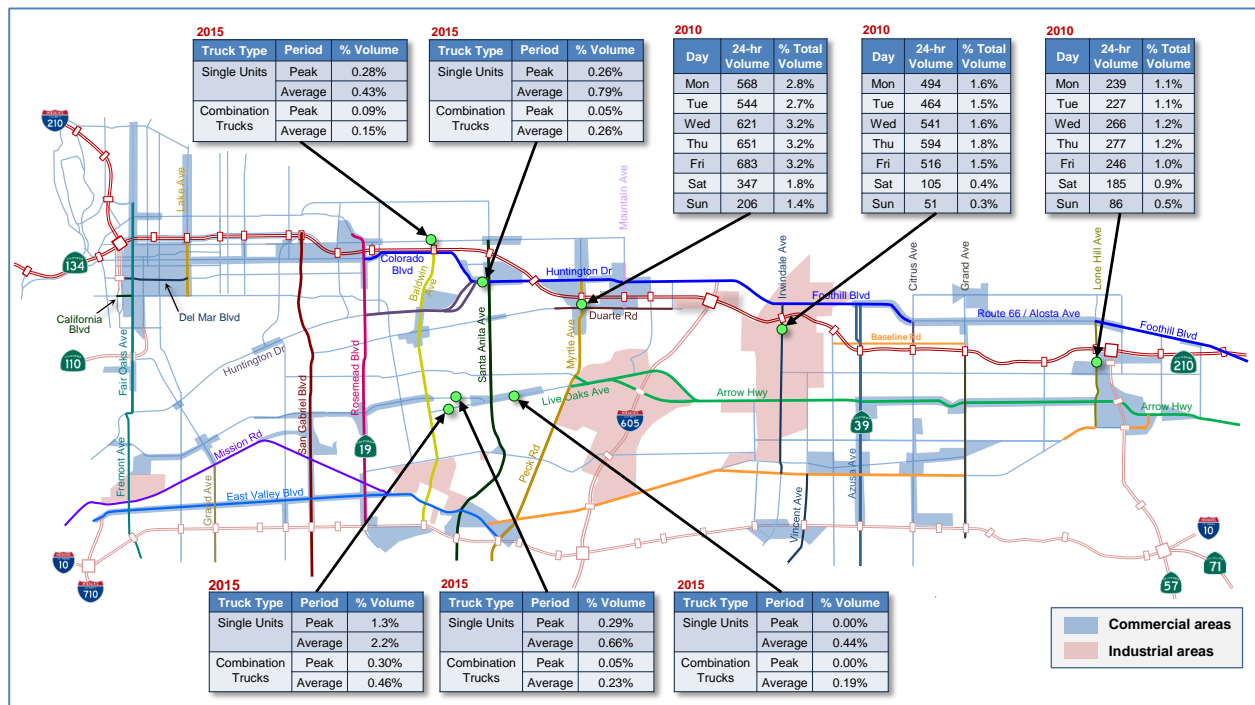 2015
Truck Type Period % Volume
Single Units Peak 0.28%
Average 0.43%
Combination Trucks Peak 0.09%
Average 0.15%
2015
Truck Type Period % Volume
Single Units Peak 0.26%
Average 0.79%
Combination Trucks Peak 0.05%
Average 0.26%
2010
Day 24-hr Volume % Total Volume
Mon 568 2.8%
Tue 544 2.7%
Wed 621 3.2%
Thu 651 3.2%
Fri 683 3.2%
Sat 347 1.8%
Sun 206 1.4%
2010
Day 24-hr Volume % Total Volume
Mon 494 1.6%
Tue 464 1.5%
Wed 541 1.6%
Thu 594 1.8%
Fri 516 1.5%
Sat 105 0.4%
Sun 51 0.3%
2010
Day 24-hr Volume % Total Volume
Mon 239 1.1%
Tue 227 1.1%
Wed 266 1.2%
Thu 277 1.2%
Fri 246 1.0%
Sat 185 0.9%
Sun 86 0.5%
210
134
110
19
605
39
210
10
710
10
71
57
Lake Ave
Mountain Ave
Colorado Blvd
Baldwin Ave
Huntington Dr
Irwindale Ave
Citrus Ave
Grand Ave
Lone Hill Ave
Foothill Blvd
Route 66 / Alosta Ave
Foothill Blvd
California Blvd
Del Mar Blvd
Duarte Rd
Baseline Rd
Fair Oaks Ave
Huntington Dr
Rosemead Blvd
Santa Anita Ave
Myrtle Ave
San Gabriel Blvd
Live Oaks Ave
Arrow Hwy
Arrow Hwy
Mission Rd
Fremont Ave
Grand Ave
East Valley Blvd
Peck Rd
Vincent Ave
Azusa Ave
2015
Truck Type Period % Volume
Single Units Peak 1.3%
Average 2.2%
Combination Trucks Peak 0.30%
Average 0.46%
2015
Truck Type Period % Volume
Single Units Peak 0.29%
Average 0.66%
Combination Trucks Peak 0.05%
Average 0.23%
2015
Truck Type Period % Volume
Single Units Peak 0.00%
Average 0.44%
Combination Trucks Peak 0.00%
Average 0.19%
Commercial areas
Industrial areas